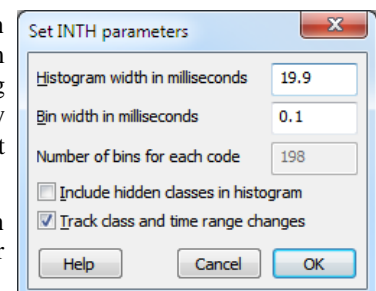 Set INTH parameters
Histogram width in milliseconds 19.9
Bin width in milliseconds 0.1
Number of bins for each code 198
Include hidden classes in histogram
Track class and time range changes
Help Cancel OK